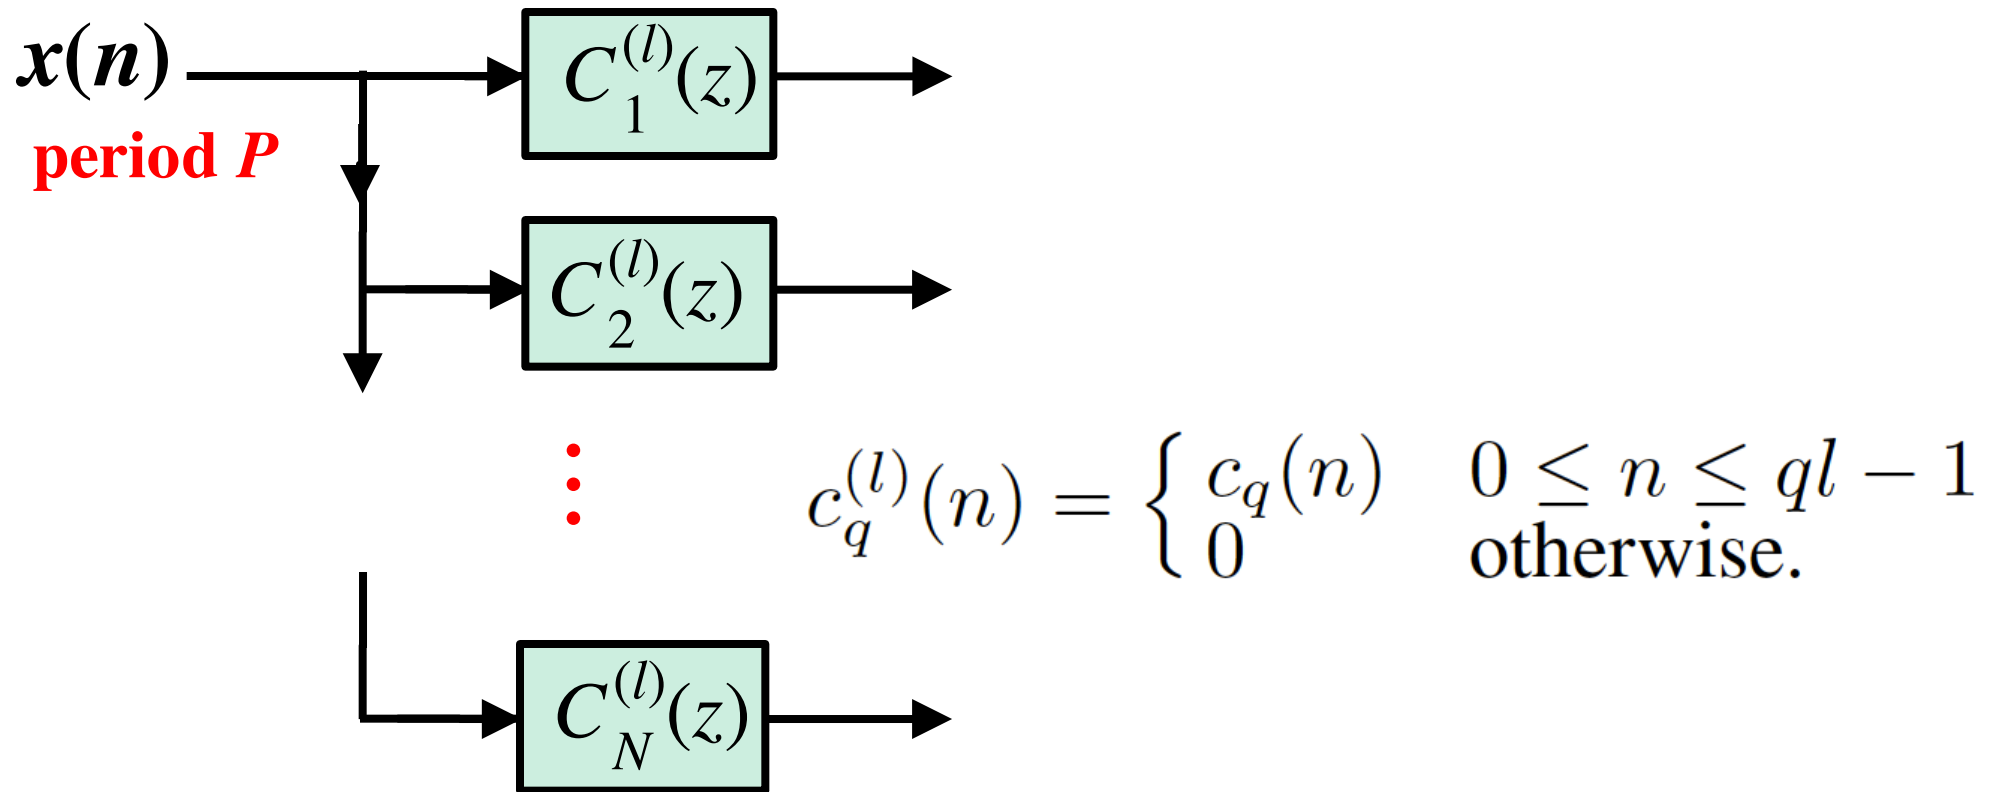 x(n)
period P
C_1^{(l)}(z)
C_2^{(l)}(z)
c_q^{(l)}(n) = { c_q(n) 0 ≤ n ≤ ql − 1
0 otherwise.
C_N^{(l)}(z)